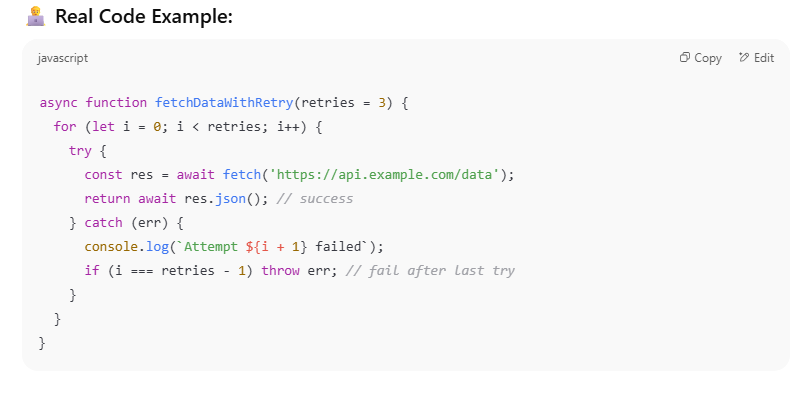 🧑‍💻 Real Code Example:
javascript
Copy Edit
async function fetchDataWithRetry(retries = 3) {
  for (let i = 0; i < retries; i++) {
    try {
      const res = await fetch('https://api.example.com/data');
      return await res.json(); // success
    } catch (err) {
      console.log(`Attempt ${i + 1} failed`);
      if (i === retries - 1) throw err; // fail after last try
    }
  }
}